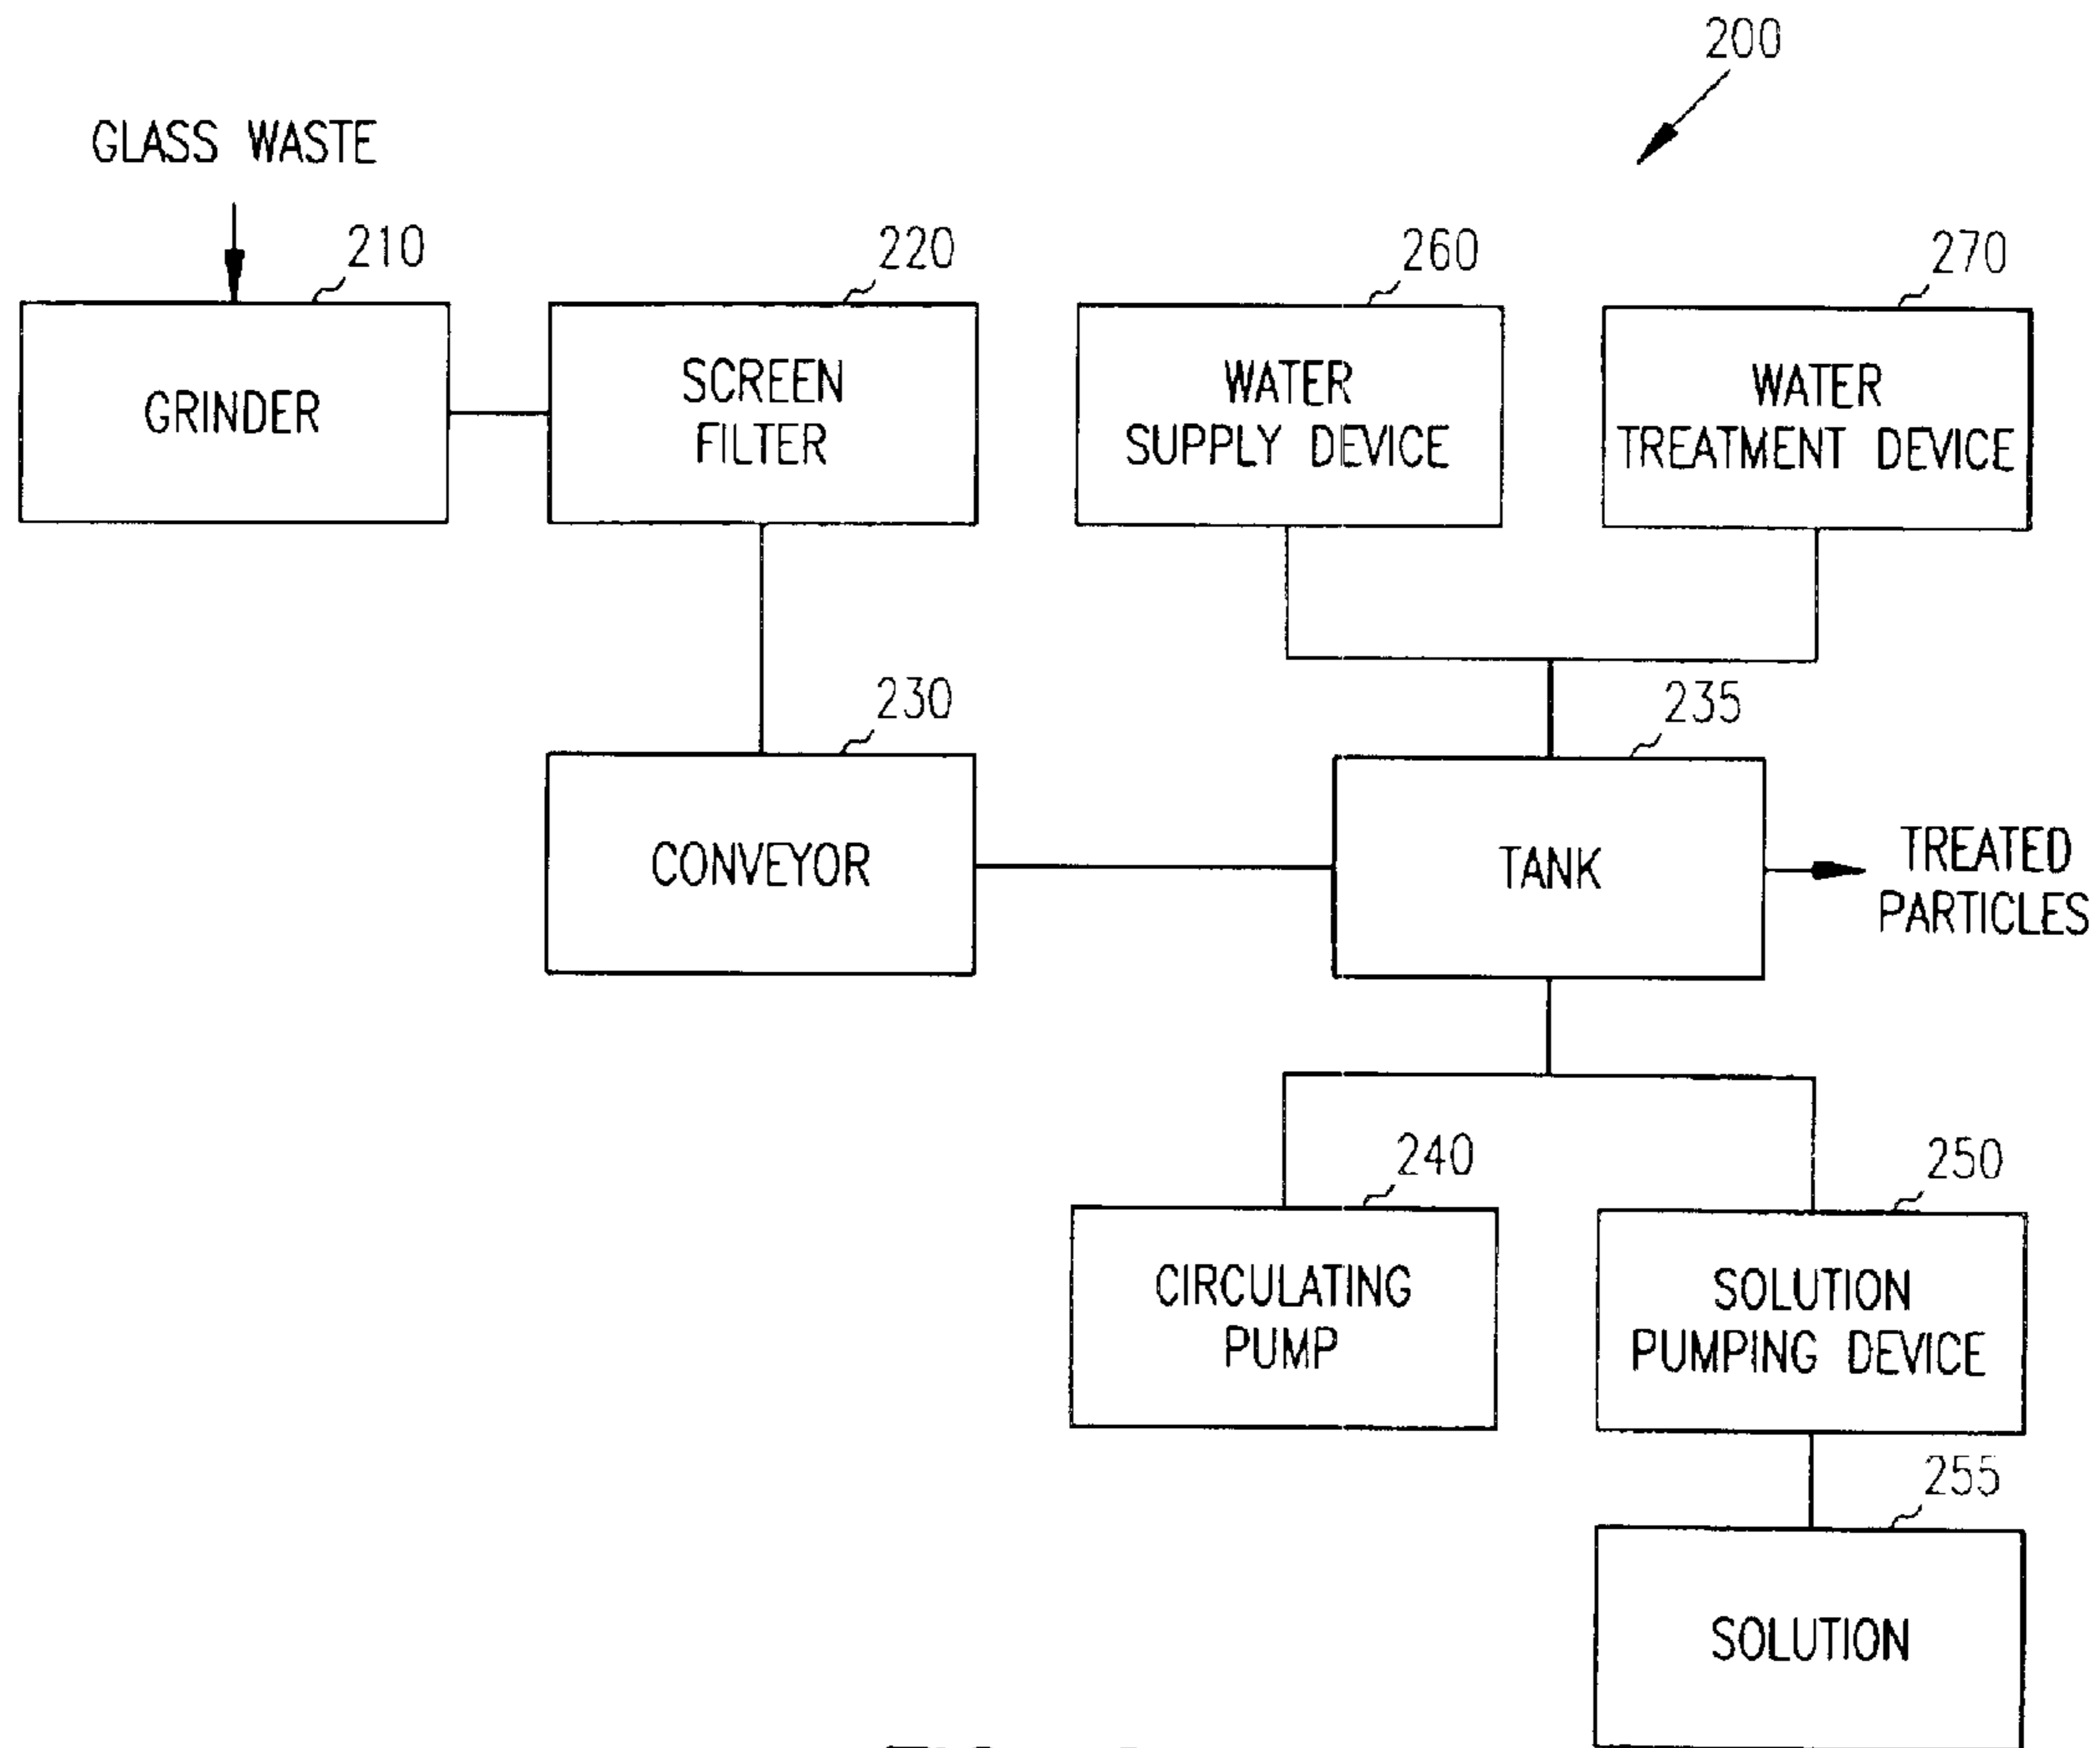 200
GLASS WASTE
210
220
260
270
GRINDER
SCREEN
FILTER
WATER
SUPPLY DEVICE
WATER
TREATMENT DEVICE
230
235
CONVEYOR
TANK
TREATED
PARTICLES
240
250
CIRCULATING
PUMP
SOLUTION
PUMPING DEVICE
255
SOLUTION